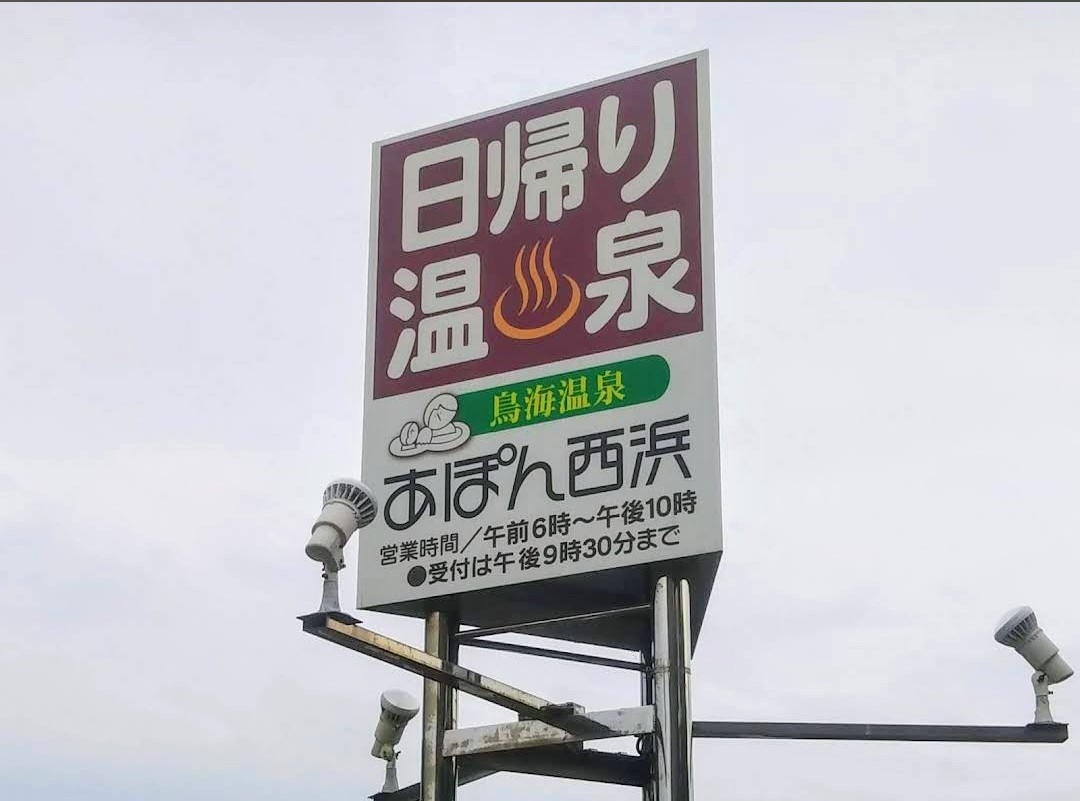 日帰り
温泉
鳥海温泉
あぽん西浜
営業時間／午前6時～午後10時
●受付は午後9時30分まで